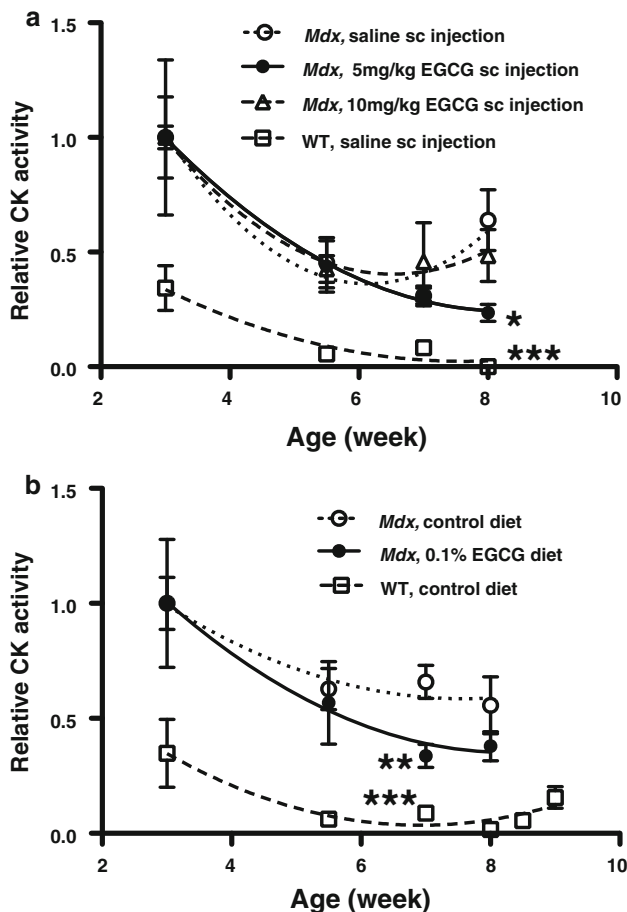 a
1.5
Mdx, saline sc injection
Mdx, 5mg/kg EGCG sc injection
Mdx, 10mg/kg EGCG sc injection
WT, saline sc injection
1.0
0.5
0.0
Relative CK activity
*
***
2
4
6
8
10
Age (week)
b
1.5
Mdx, control diet
Mdx, 0.1% EGCG diet
WT, control diet
1.0
0.5
0.0
Relative CK activity
**
***
2
4
6
8
10
Age (week)